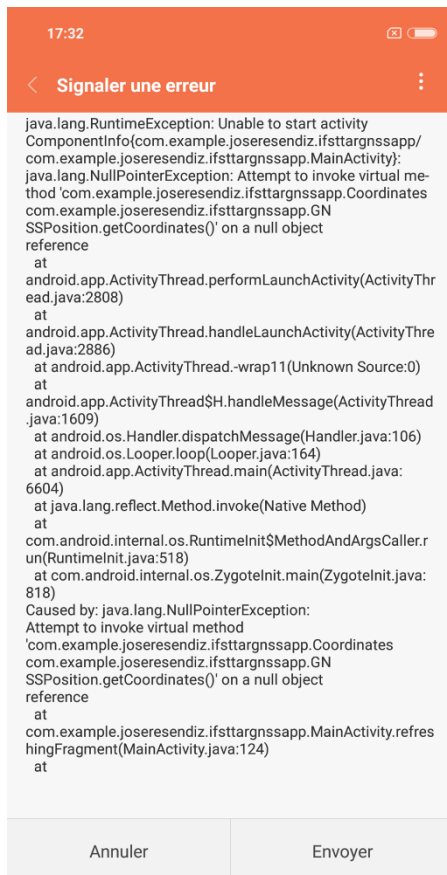 17:32
Signaler une erreur
java.lang.RuntimeException: Unable to start activity
ComponentInfo{com.example.joseresendiz.ifsttargnssapp/
com.example.joseresendiz.ifsttargnssapp.MainActivity}:
java.lang.NullPointerException: Attempt to invoke virtual me-
thod 'com.example.joseresendiz.ifsttargnssapp.Coordinates
com.example.joseresendiz.ifsttargnssapp.GN
SSPosition.getCoordinates()' on a null object
reference
at
android.app.ActivityThread.performLaunchActivity(ActivityThr
ead.java:2808)
at
android.app.ActivityThread.handleLaunchActivity(ActivityThre
ad.java:2886)
at android.app.ActivityThread.-wrap11(Unknown Source:0)
at
android.app.ActivityThread$H.handleMessage(ActivityThread
.java:1609)
at android.os.Handler.dispatchMessage(Handler.java:106)
at android.os.Looper.loop(Looper.java:164)
at android.app.ActivityThread.main(ActivityThread.java:
6604)
at java.lang.reflect.Method.invoke(Native Method)
at
com.android.internal.os.RuntimeInit$MethodAndArgsCaller.r
un(RuntimeInit.java:518)
at com.android.internal.os.ZygoteInit.main(ZygoteInit.java:
818)
Caused by: java.lang.NullPointerException:
Attempt to invoke virtual method
'com.example.joseresendiz.ifsttargnssapp.Coordinates
com.example.joseresendiz.ifsttargnssapp.GN
SSPosition.getCoordinates()' on a null object
reference
at
com.example.joseresendiz.ifsttargnssapp.MainActivity.refres
hingFragment(MainActivity.java:124)
at
Annuler
Envoyer